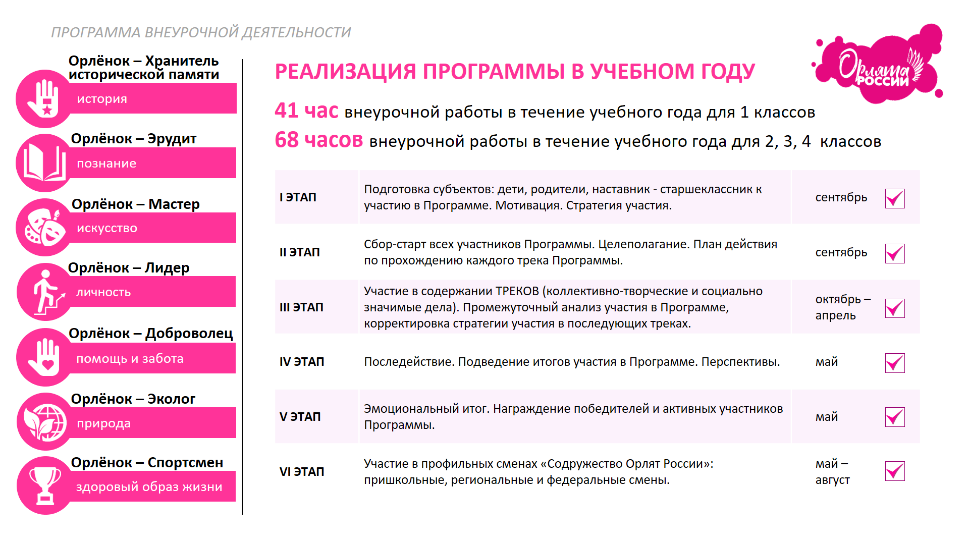 ПРОГРАММА ВНЕУРОЧНОЙ ДЕЯТЕЛЬНОСТИ
Орлёнок – Хранитель
исторической памяти
история
Орлёнок – Эрудит
познание
Орлёнок – Мастер
искусство
Орлёнок – Лидер
личность
Орлёнок – Доброволец
помощь и забота
Орлёнок – Эколог
природа
Орлёнок – Спортсмен
здоровый образ жизни
РЕАЛИЗАЦИЯ ПРОГРАММЫ В УЧЕБНОМ ГОДУ
Орлята
РОССИИ
41 час внеурочной работы в течение учебного года для 1 классов
68 часов внеурочной работы в течение учебного года для 2, 3, 4 классов
I ЭТАП
Подготовка субъектов: дети, родители, наставник - старшеклассник к
участию в Программе. Мотивация. Стратегия участия.
сентябрь
II ЭТАП
Сбор-старт всех участников Программы. Целеполагание. План действия
по прохождению каждого трека Программы.
сентябрь
III ЭТАП
Участие в содержании ТРЕКОВ (коллективно-творческие и социально
значимые дела). Промежуточный анализ участия в Программе,
корректировка стратегии участия в последующих треках.
октябрь –
апрель
IV ЭТАП
Последействие. Подведение итогов участия в Программе. Перспективы.
май
V ЭТАП
Эмоциональный итог. Награждение победителей и активных участников
Программы.
май
VI ЭТАП
Участие в профильных сменах «Содружество Орлят России»:
пришкольные, региональные и федеральные смены.
май –
август